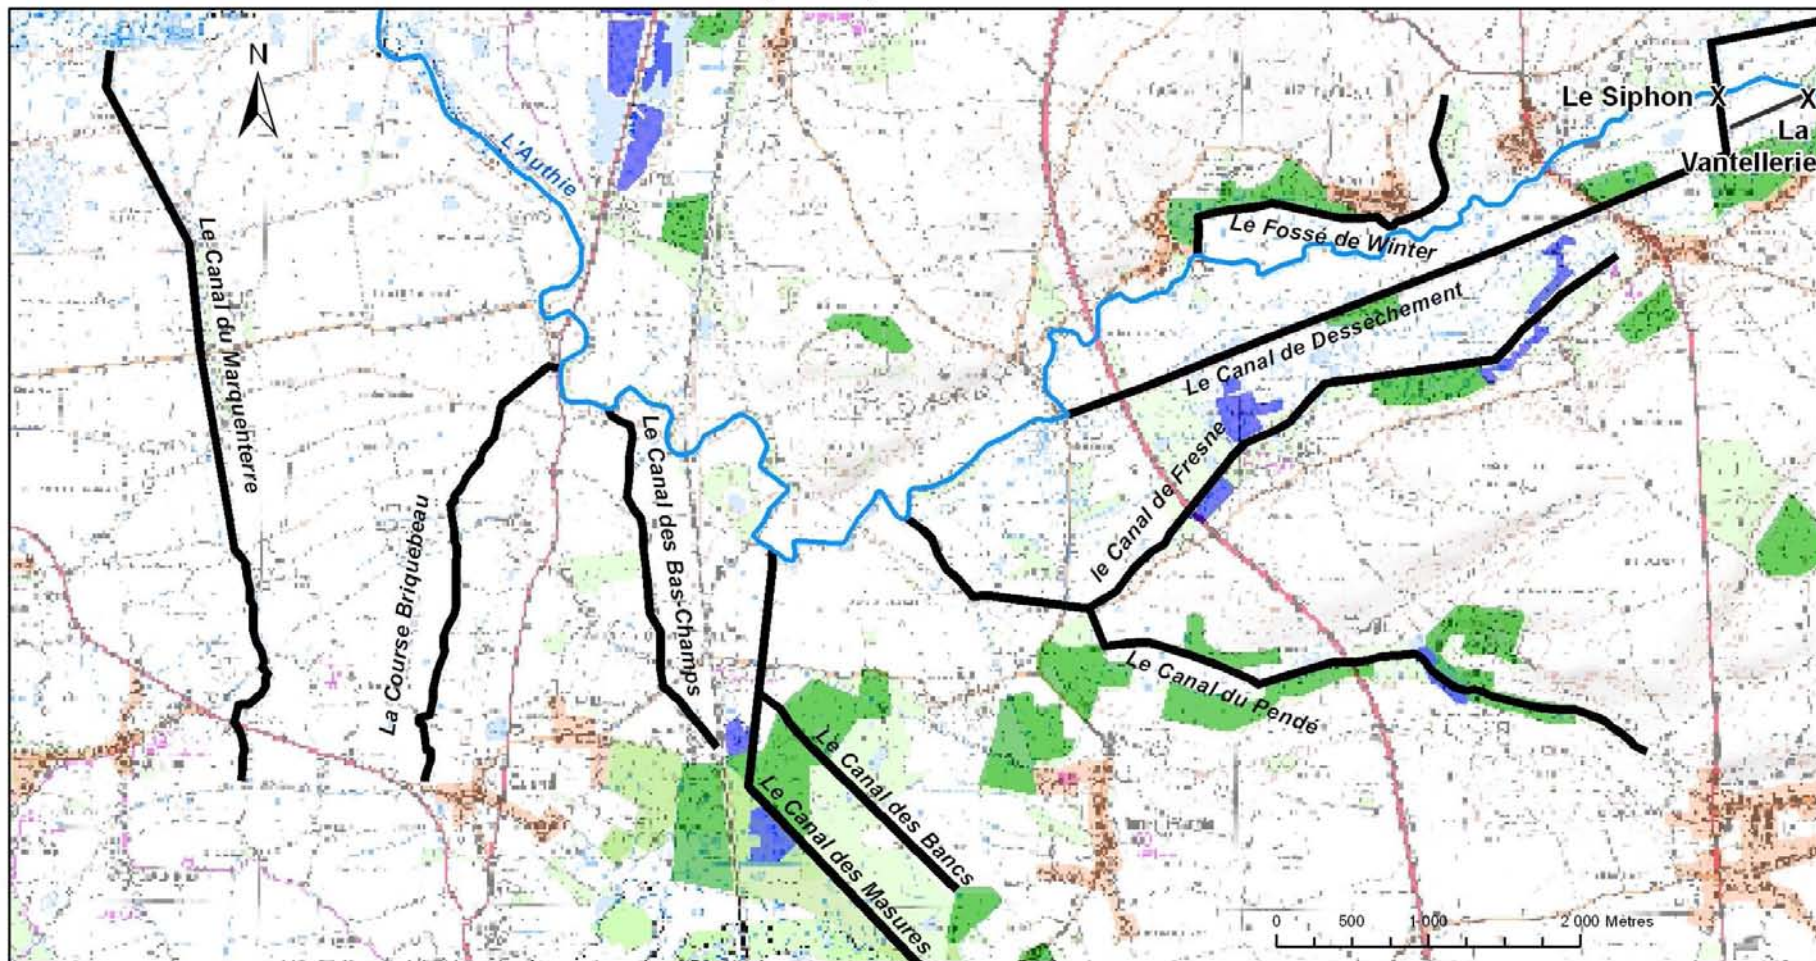 N
L'Authie
Le Siphon X
X
La
Vantellerie
Le Fossé de Winter
Le Canal du Marquenterre
Le Canal de Dessèchement
La Course Briquebeau
Le Canal des Bas-Champs
le Canal de Fresne
Le Canal du Pendé
Le Canal des Bancs
Le Canal des Masures
0 500 1 000 2 000 Mètres